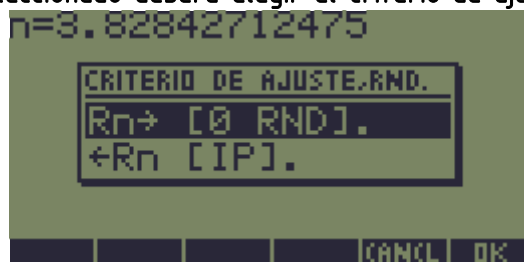 n=3.82842712475
CRITERIO DE AJUSTE,RND.
Rn→ [0 RND].
←Rn [IP].
CANCL OK